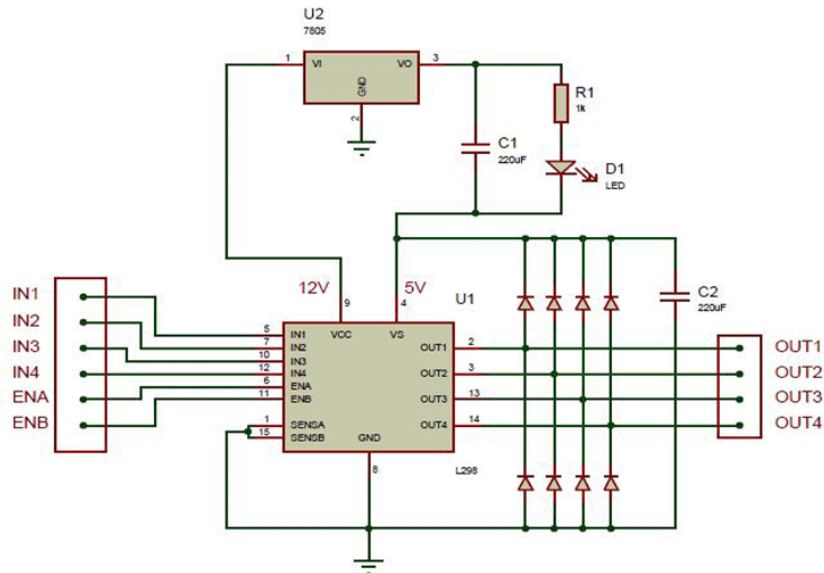 U2
7805
1
VI
VO
3
GND
2
R1
1k
C1
220uF
D1
LED
12V
5V
9
4
U1
C2
220uF
IN1
IN2
IN3
IN4
ENA
ENB
5
7
10
12
6
11
1
15
IN1
IN2
IN3
IN4
ENA
ENB
SENSA
SENSB
VCC
VS
OUT1
OUT2
OUT3
OUT4
GND
2
3
13
14
8
L298
OUT1
OUT2
OUT3
OUT4